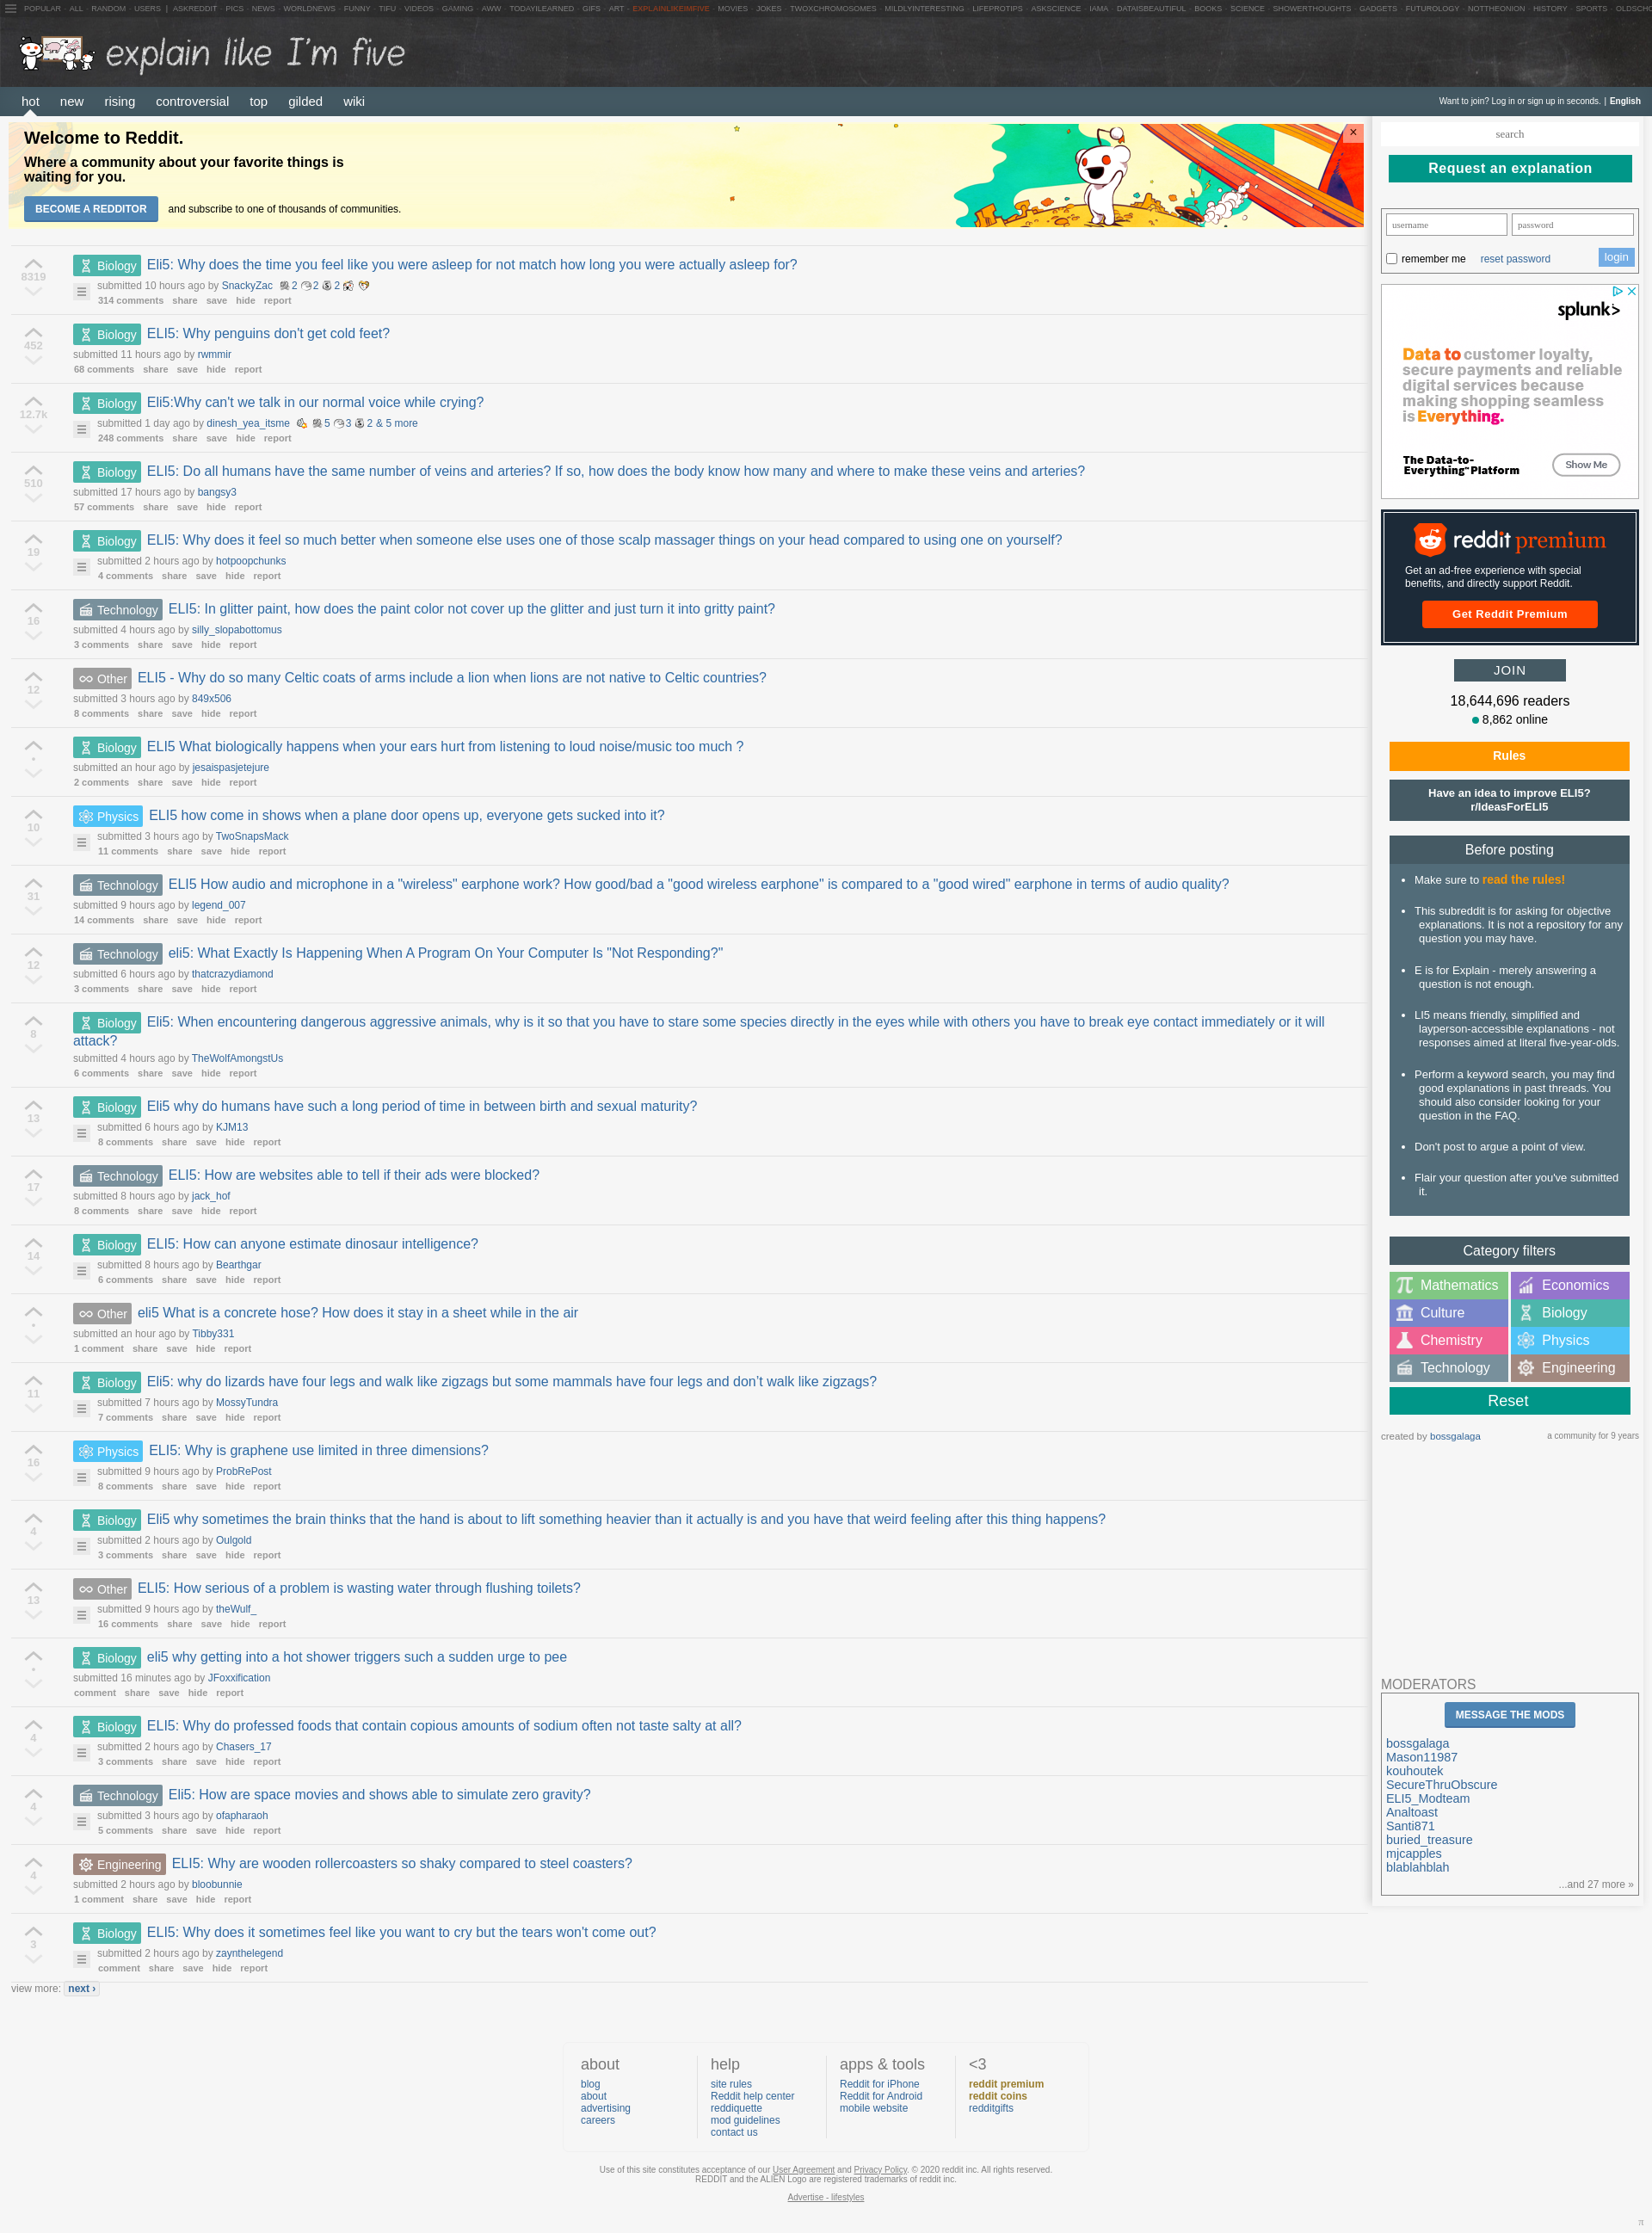 POPULAR - ALL - RANDOM - USERS | ASKREDDIT - PICS - NEWS - WORLDNEWS - FUNNY - TIFU - VIDEOS - GAMING - AWW - TODAYILEARNED - GIFS - ART - EXPLAINLIKEIMFIVE - MOVIES - JOKES - TWOXCHROMOSOMES - MILDLYINTERESTING - LIFEPROTIPS - ASKSCIENCE - IAMA - DATAISBEAUTIFUL - BOOKS - SCIENCE - SHOWERTHOUGHTS - GADGETS - FUTUROLOGY - NOTTHEONION - HISTORY - SPORTS - OLDSCHO
explain like I'm five
hot new rising controversial top gilded wiki
Want to join? Log in or sign up in seconds. | English
Welcome to Reddit.
Where a community about your favorite things is
waiting for you.
BECOME A REDDITOR and subscribe to one of thousands of communities.
×
8319
Biology Eli5: Why does the time you feel like you were asleep for not match how long you were actually asleep for?
submitted 10 hours ago by SnackyZac 2 2 2
314 comments share save hide report
452
Biology ELI5: Why penguins don't get cold feet?
submitted 11 hours ago by rwmmir
68 comments share save hide report
12.7k
Biology Eli5:Why can't we talk in our normal voice while crying?
submitted 1 day ago by dinesh_yea_itsme 5 3 2 & 5 more
248 comments share save hide report
510
Biology ELI5: Do all humans have the same number of veins and arteries? If so, how does the body know how many and where to make these veins and arteries?
submitted 17 hours ago by bangsy3
57 comments share save hide report
19
Biology ELI5: Why does it feel so much better when someone else uses one of those scalp massager things on your head compared to using one on yourself?
submitted 2 hours ago by hotpoopchunks
4 comments share save hide report
16
Technology ELI5: In glitter paint, how does the paint color not cover up the glitter and just turn it into gritty paint?
submitted 4 hours ago by silly_slopabottomus
3 comments share save hide report
12
Other ELI5 - Why do so many Celtic coats of arms include a lion when lions are not native to Celtic countries?
submitted 3 hours ago by 849x506
8 comments share save hide report
•
Biology ELI5 What biologically happens when your ears hurt from listening to loud noise/music too much ?
submitted an hour ago by jesaispasjetejure
2 comments share save hide report
10
Physics ELI5 how come in shows when a plane door opens up, everyone gets sucked into it?
submitted 3 hours ago by TwoSnapsMack
11 comments share save hide report
31
Technology ELI5 How audio and microphone in a "wireless" earphone work? How good/bad a "good wireless earphone" is compared to a "good wired" earphone in terms of audio quality?
submitted 9 hours ago by legend_007
14 comments share save hide report
12
Technology eli5: What Exactly Is Happening When A Program On Your Computer Is "Not Responding?"
submitted 6 hours ago by thatcrazydiamond
3 comments share save hide report
8
Biology Eli5: When encountering dangerous aggressive animals, why is it so that you have to stare some species directly in the eyes while with others you have to break eye contact immediately or it will
attack?
submitted 4 hours ago by TheWolfAmongstUs
6 comments share save hide report
13
Biology Eli5 why do humans have such a long period of time in between birth and sexual maturity?
submitted 6 hours ago by KJM13
8 comments share save hide report
17
Technology ELI5: How are websites able to tell if their ads were blocked?
submitted 8 hours ago by jack_hof
8 comments share save hide report
14
Biology ELI5: How can anyone estimate dinosaur intelligence?
submitted 8 hours ago by Bearthgar
6 comments share save hide report
•
Other eli5 What is a concrete hose? How does it stay in a sheet while in the air
submitted an hour ago by Tibby331
1 comment share save hide report
11
Biology Eli5: why do lizards have four legs and walk like zigzags but some mammals have four legs and don't walk like zigzags?
submitted 7 hours ago by MossyTundra
7 comments share save hide report
16
Physics ELI5: Why is graphene use limited in three dimensions?
submitted 9 hours ago by ProbRePost
8 comments share save hide report
4
Biology Eli5 why sometimes the brain thinks that the hand is about to lift something heavier than it actually is and you have that weird feeling after this thing happens?
submitted 2 hours ago by Oulgold
3 comments share save hide report
13
Other ELI5: How serious of a problem is wasting water through flushing toilets?
submitted 9 hours ago by theWulf_
16 comments share save hide report
•
Biology eli5 why getting into a hot shower triggers such a sudden urge to pee
submitted 16 minutes ago by JFoxxification
comment share save hide report
4
Biology ELI5: Why do professed foods that contain copious amounts of sodium often not taste salty at all?
submitted 2 hours ago by Chasers_17
3 comments share save hide report
4
Technology Eli5: How are space movies and shows able to simulate zero gravity?
submitted 3 hours ago by ofapharaoh
5 comments share save hide report
4
Engineering ELI5: Why are wooden rollercoasters so shaky compared to steel coasters?
submitted 2 hours ago by bloobunnie
1 comment share save hide report
3
Biology ELI5: Why does it sometimes feel like you want to cry but the tears won't come out?
submitted 2 hours ago by zaynthelegend
comment share save hide report
view more: next ›
search
Request an explanation
username password
remember me reset password login
splunk>
Data to customer loyalty,
secure payments and reliable
digital services because
making shopping seamless
is Everything.
The Data-to-
Everything™ Platform
Show Me
reddit premium
Get an ad-free experience with special
benefits, and directly support Reddit.
Get Reddit Premium
JOIN
18,644,696 readers
8,862 online
Rules
Have an idea to improve ELI5?
r/IdeasForELI5
Before posting
• Make sure to read the rules!
• This subreddit is for asking for objective
explanations. It is not a repository for any
question you may have.
• E is for Explain - merely answering a
question is not enough.
• LI5 means friendly, simplified and
layperson-accessible explanations - not
responses aimed at literal five-year-olds.
• Perform a keyword search, you may find
good explanations in past threads. You
should also consider looking for your
question in the FAQ.
• Don't post to argue a point of view.
• Flair your question after you've submitted
it.
Category filters
Mathematics Economics
Culture Biology
Chemistry Physics
Technology Engineering
Reset
created by bossgalaga a community for 9 years
MODERATORS
MESSAGE THE MODS
bossgalaga
Mason11987
kouhoutek
SecureThruObscure
ELI5_Modteam
Analtoast
Santi871
buried_treasure
mjcapples
blablahblah
...and 27 more »
about
blog
about
advertising
careers
help
site rules
Reddit help center
reddiquette
mod guidelines
contact us
apps & tools
Reddit for iPhone
Reddit for Android
mobile website
<3
reddit premium
reddit coins
redditgifts
Use of this site constitutes acceptance of our User Agreement and Privacy Policy. © 2020 reddit inc. All rights reserved.
REDDIT and the ALIEN Logo are registered trademarks of reddit inc.
Advertise - lifestyles
π